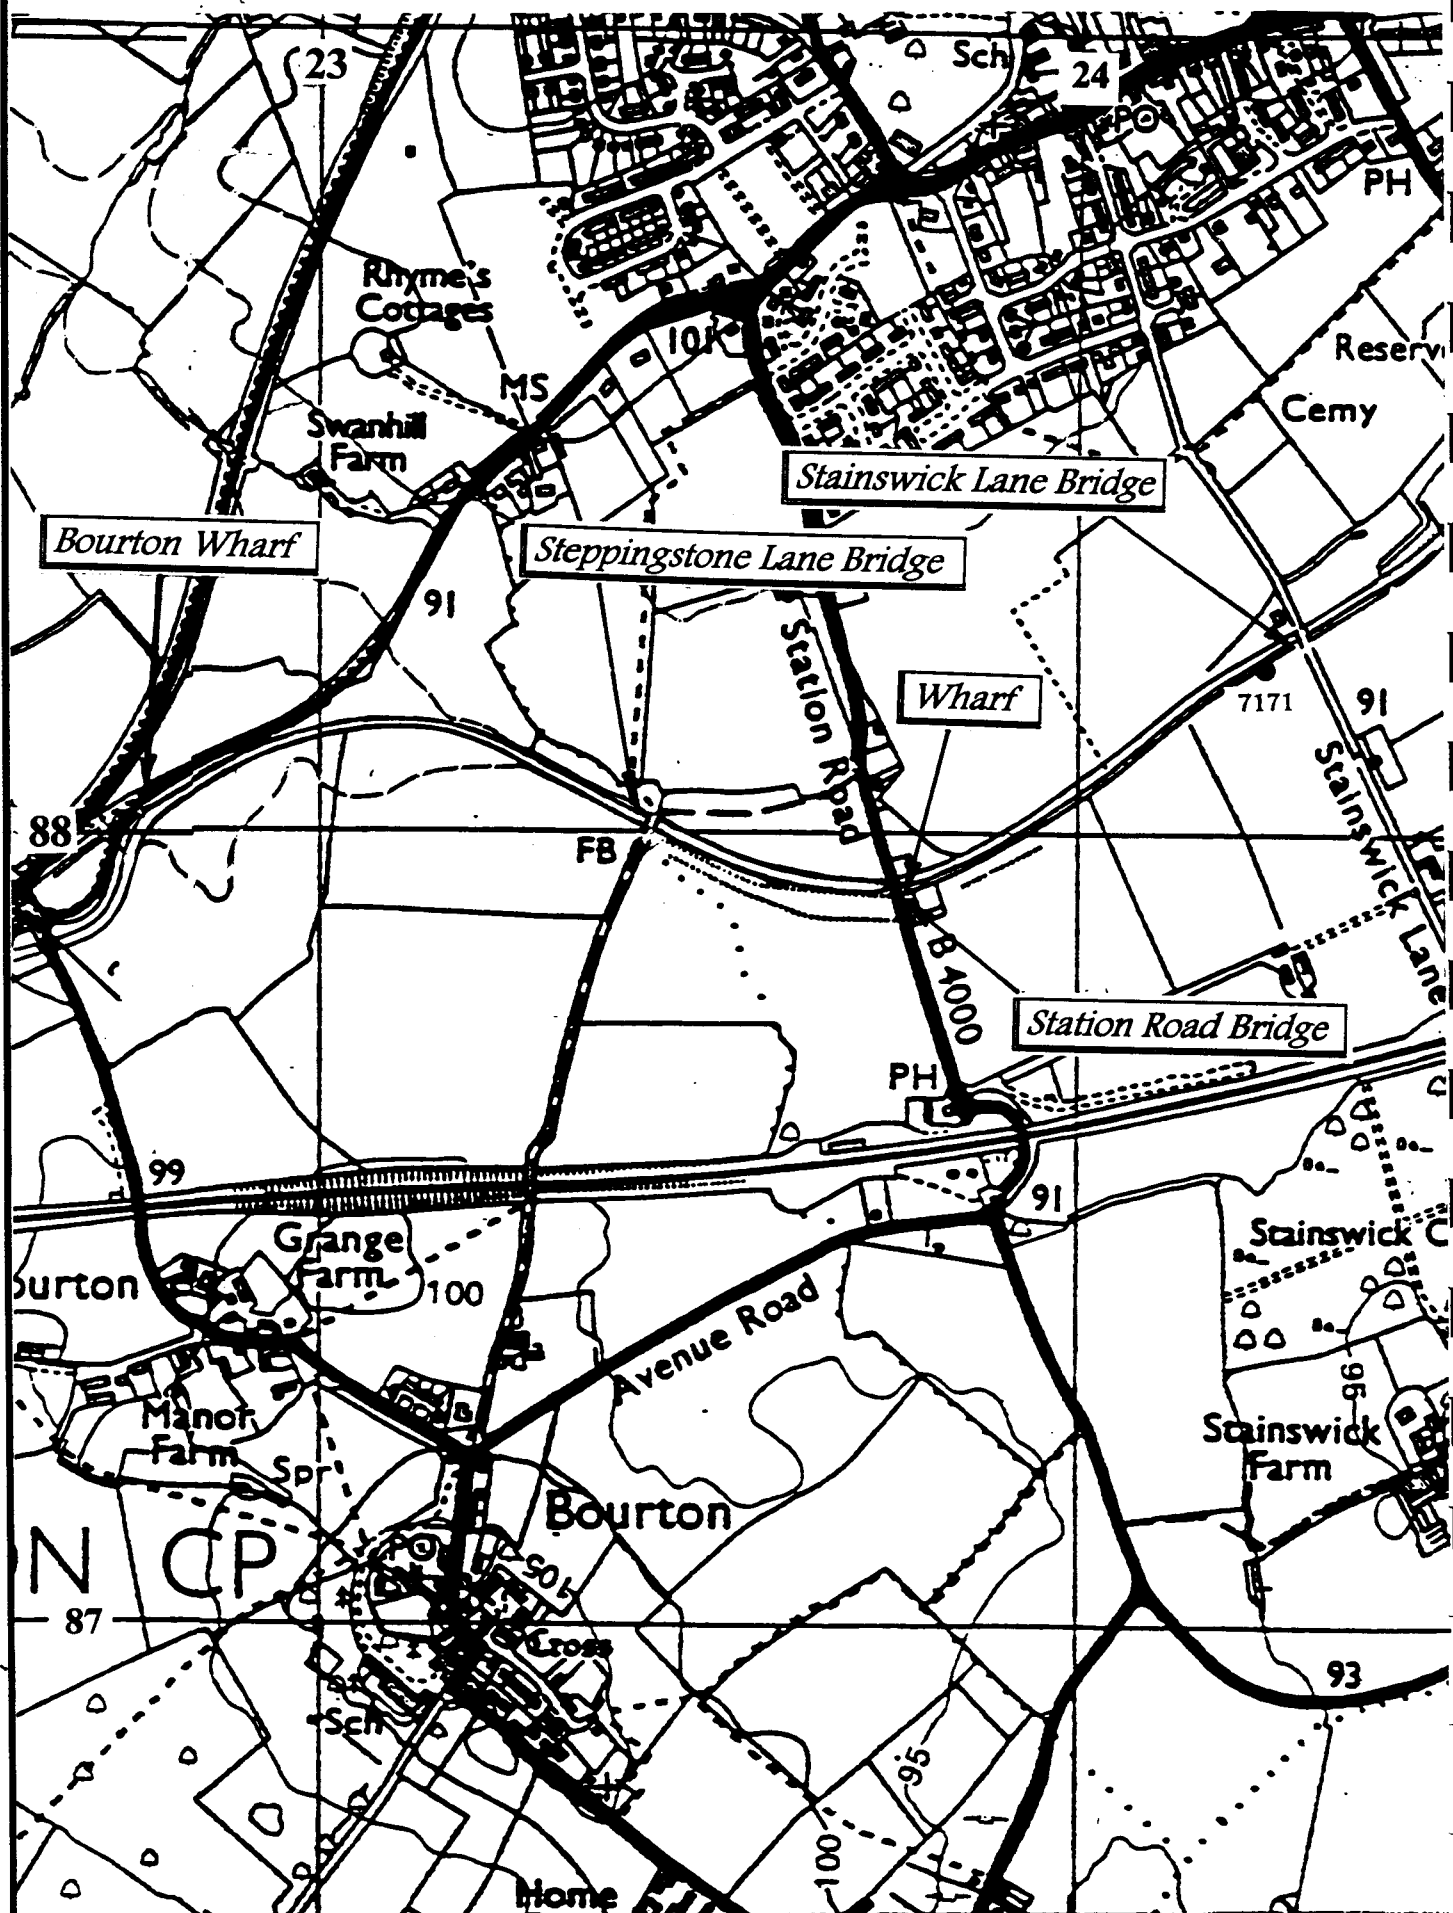 Sch
23
24
PO
PH
Rhyme's
Cottages
101
Reserv
MS
Cemy
Swanhill
Farm
Stainswick Lane Bridge
Bourton Wharf
Steppingstone Lane Bridge
91
Station Road
Wharf
7171
91
Stainswick Lane
88
FB
B 4000
Station Road Bridge
PH
99
91
Grange
Farm
Stainswick C
ourton
100
Avenue Road
95
Manor
Farm
Stainswick
Farm
Spr
Bourton
N CP
PO
105
87
Cross
93
Sch
95
100
Home